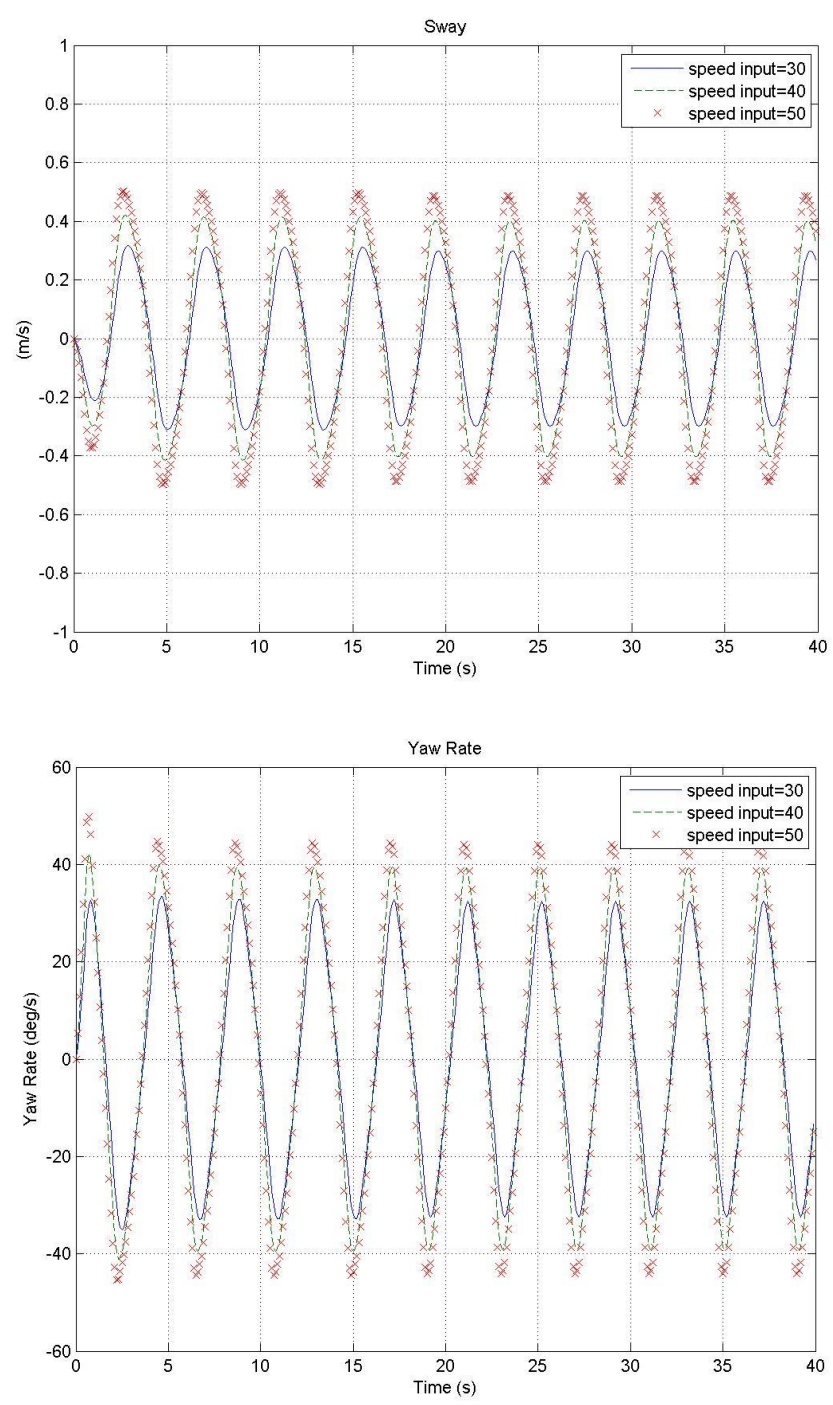 Sway
1
0.8
0.6
0.4
0.2
0
-0.2
-0.4
-0.6
-0.8
-1
(m/s)
speed input=30
speed input=40
speed input=50
0 5 10 15 20 25 30 35 40
Time (s)
Yaw Rate
60
40
20
0
-20
-40
-60
Yaw Rate (deg/s)
speed input=30
speed input=40
speed input=50
0 5 10 15 20 25 30 35 40
Time (s)